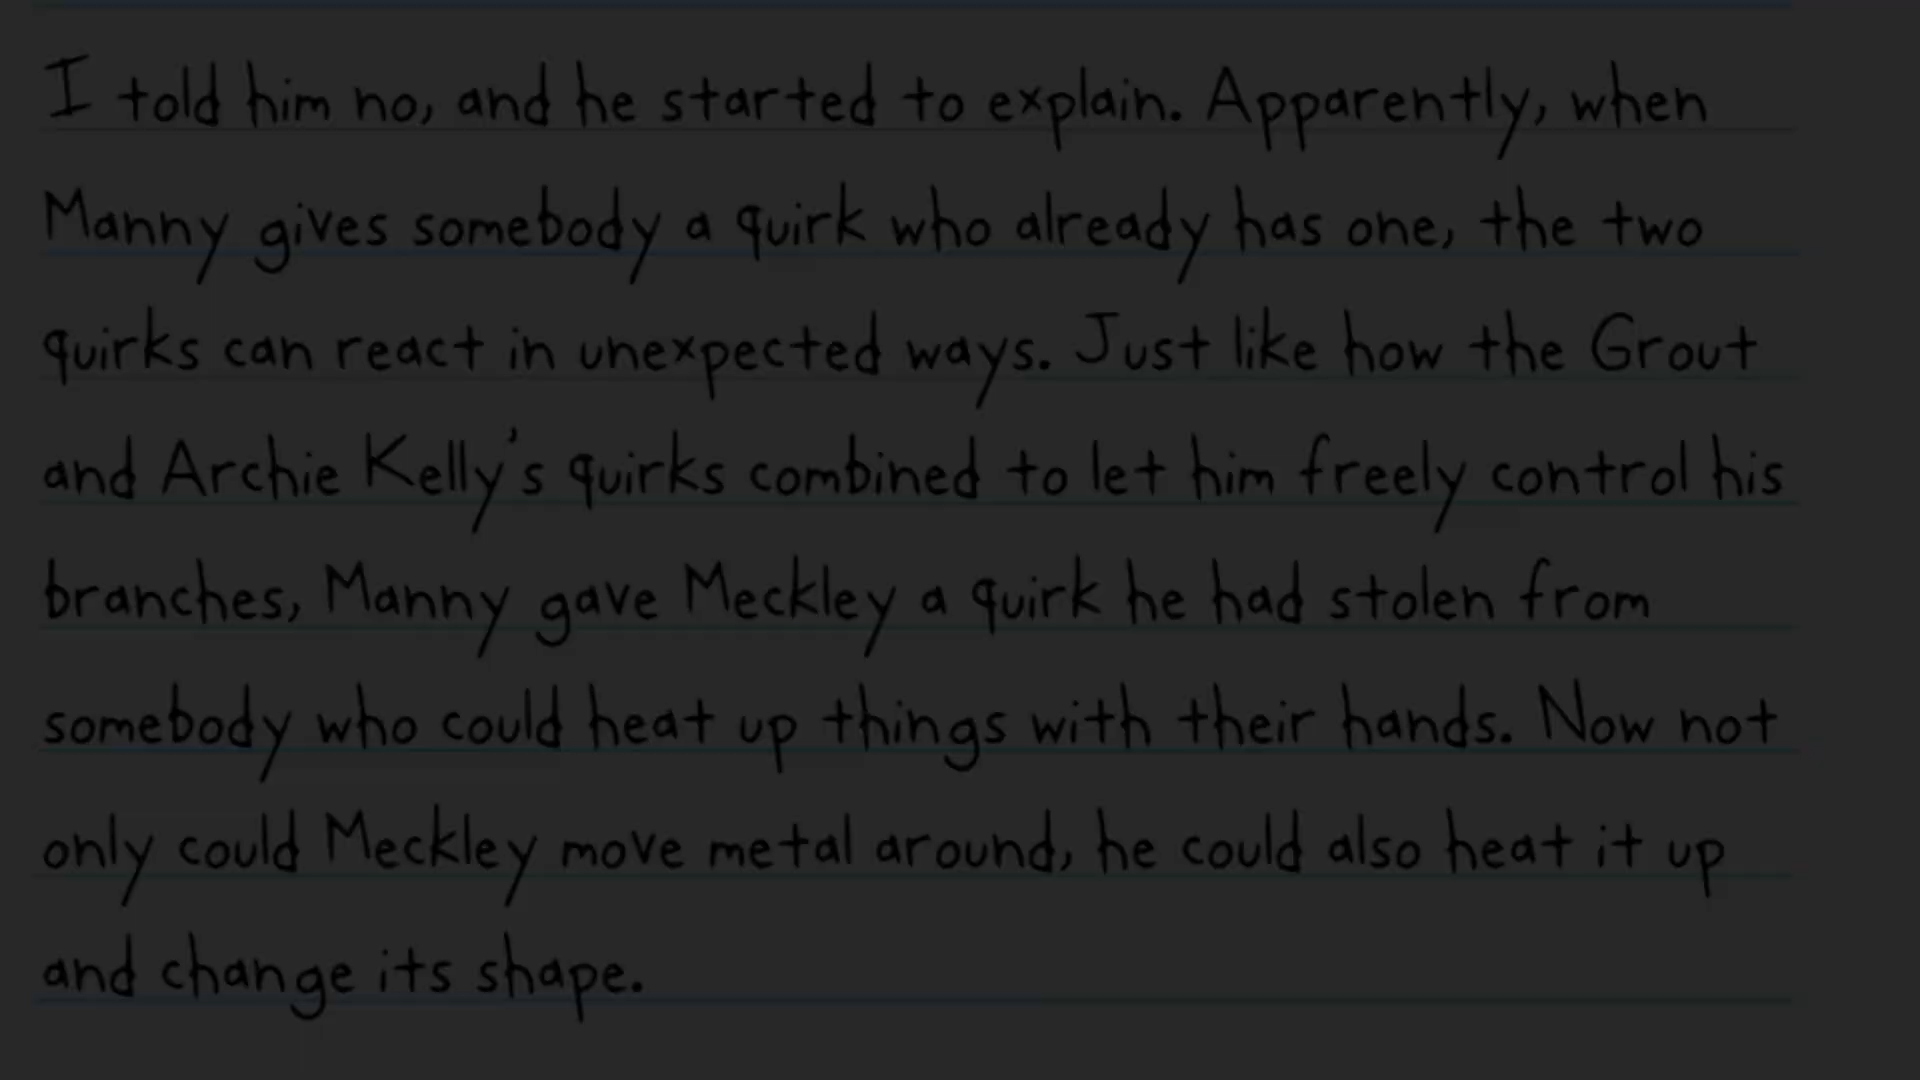 I told him no, and he started to explain. Apparently, when
Manny gives somebody a quirk who already has one, the two
quirks can react in unexpected ways. Just like how the Grout
and Archie Kelly's quirks combined to let him freely control his
branches, Manny gave Meckley a quirk he had stolen from
somebody who could heat up things with their hands. Now not
only could Meckley move metal around, he could also heat it up
and change its shape.